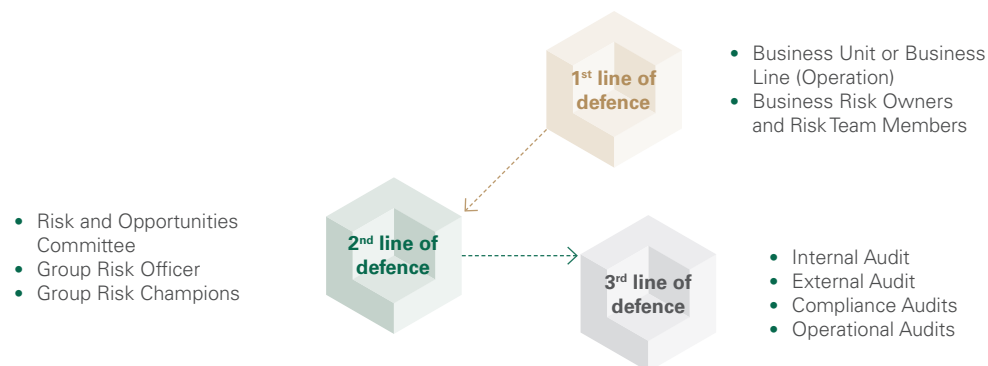 1st line of
defence
• Business Unit or Business
Line (Operation)
• Business Risk Owners
and Risk Team Members
• Risk and Opportunities
Committee
• Group Risk Officer
• Group Risk Champions
2nd line of
defence
3rd line of
defence
• Internal Audit
• External Audit
• Compliance Audits
• Operational Audits